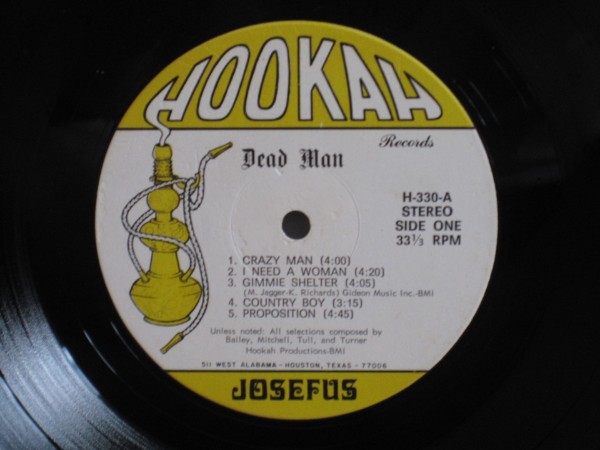 HOOKAH
Records
Dead Man
H-330-A
STEREO
SIDE ONE
33⅓ RPM
1. CRAZY MAN (4:00)
2. I NEED A WOMAN (4:20)
3. GIMMIE SHELTER (4:05)
(M. Jagger-K. Richards) Gideon Music Inc.-BMI
4. COUNTRY BOY (3:15)
5. PROPOSITION (4:45)
Unless noted: All selections composed by
Bailey, Mitchell, Tull, and Turner
Hookah Productions-BMI
511 WEST ALABAMA - HOUSTON, TEXAS - 77006
JOSEFUS